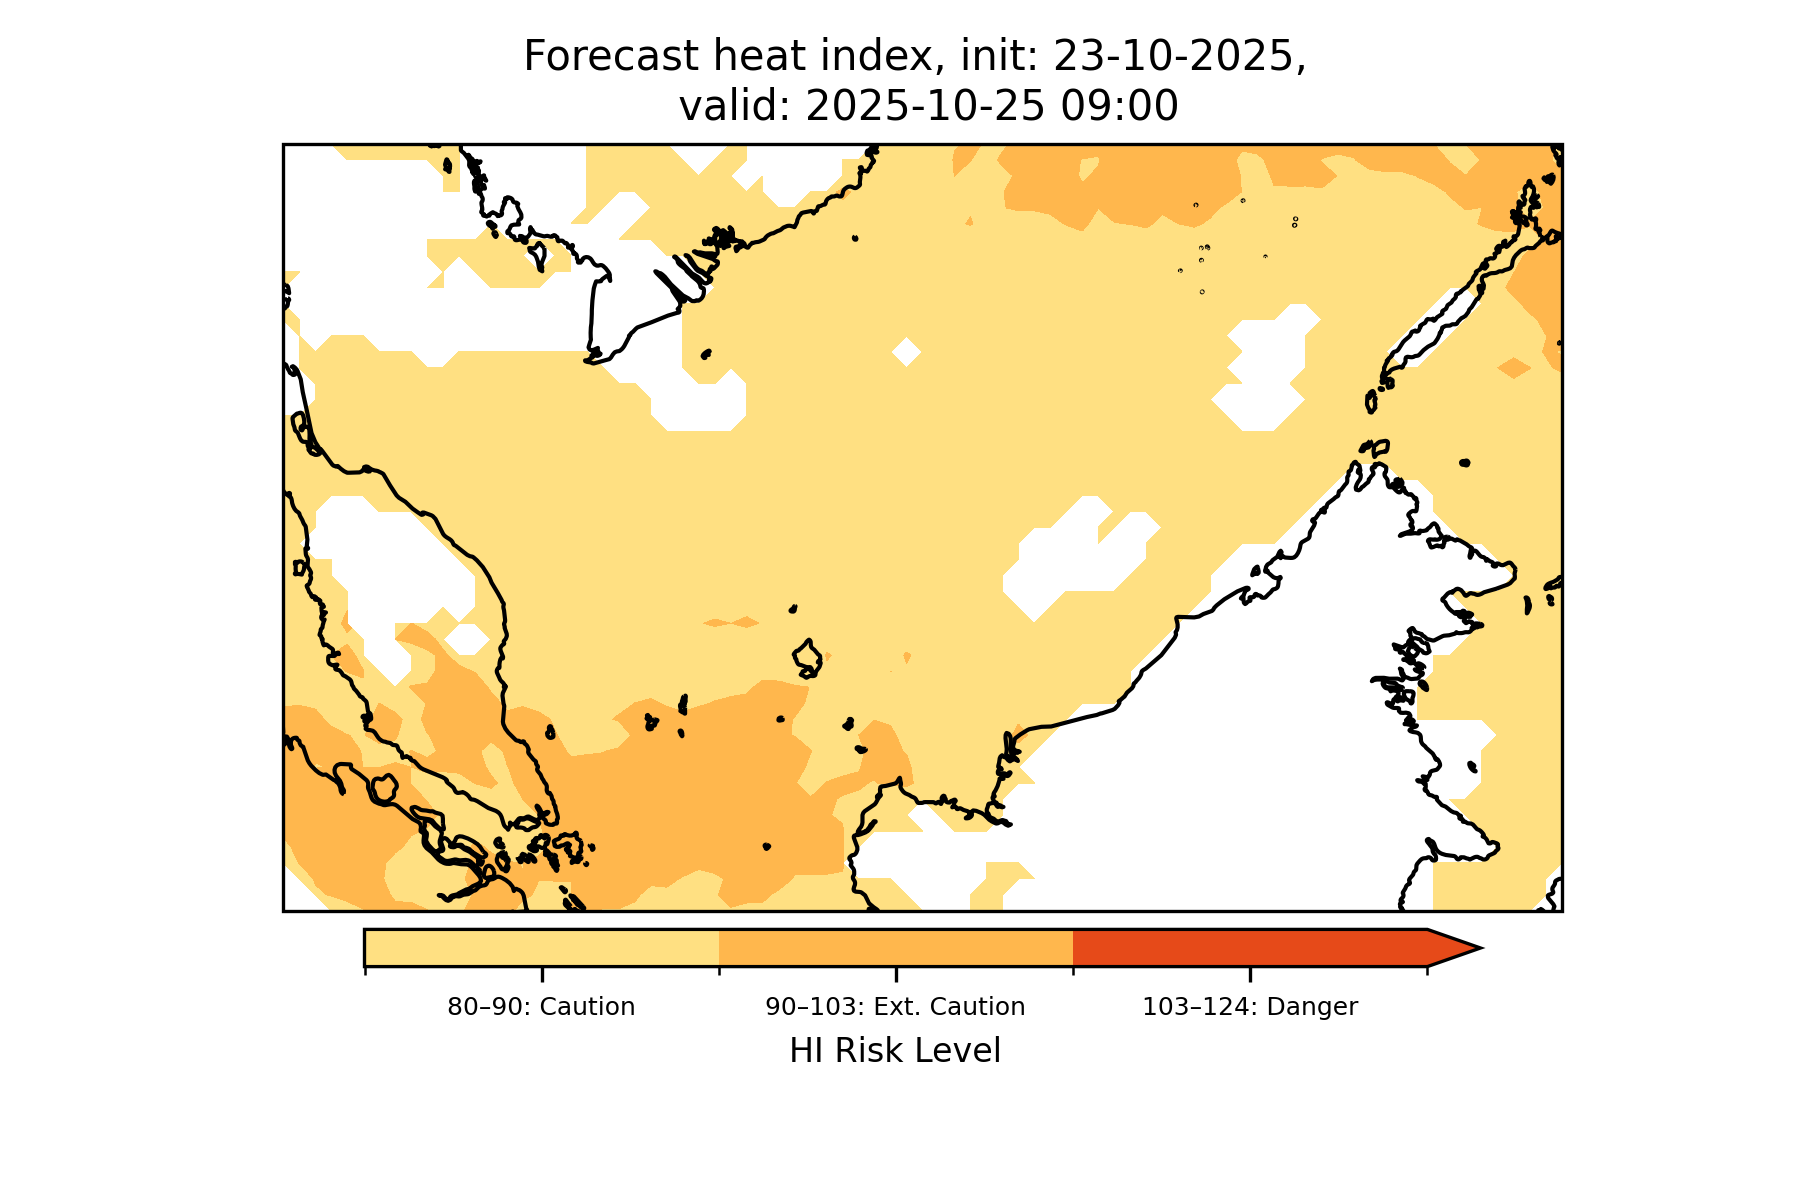 Forecast heat index, init: 23-10-2025,
valid: 2025-10-25 09:00
80–90: Caution
90–103: Ext. Caution
103–124: Danger
HI Risk Level